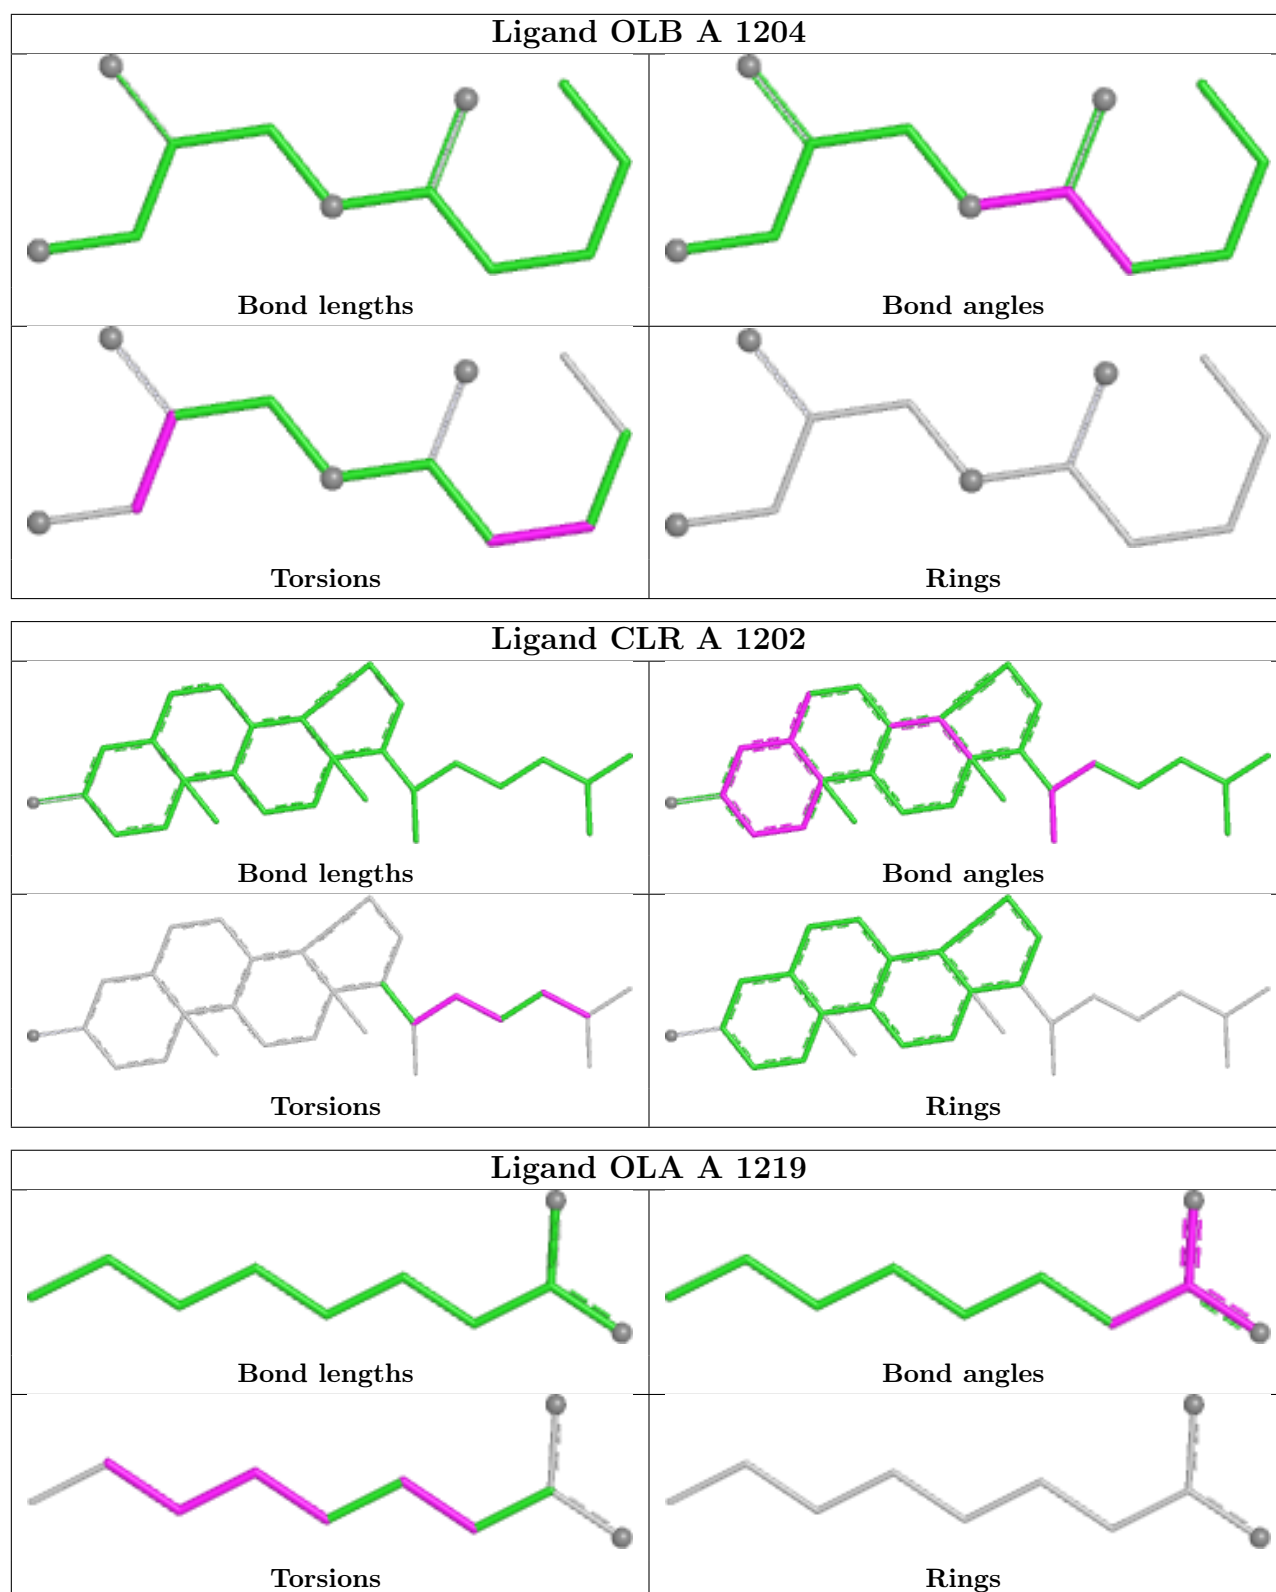 Ligand OLB A 1204
Bond lengths
Bond angles
Torsions
Rings
Ligand CLR A 1202
Bond lengths
Bond angles
Torsions
Rings
Ligand OLA A 1219
Bond lengths
Bond angles
Torsions
Rings